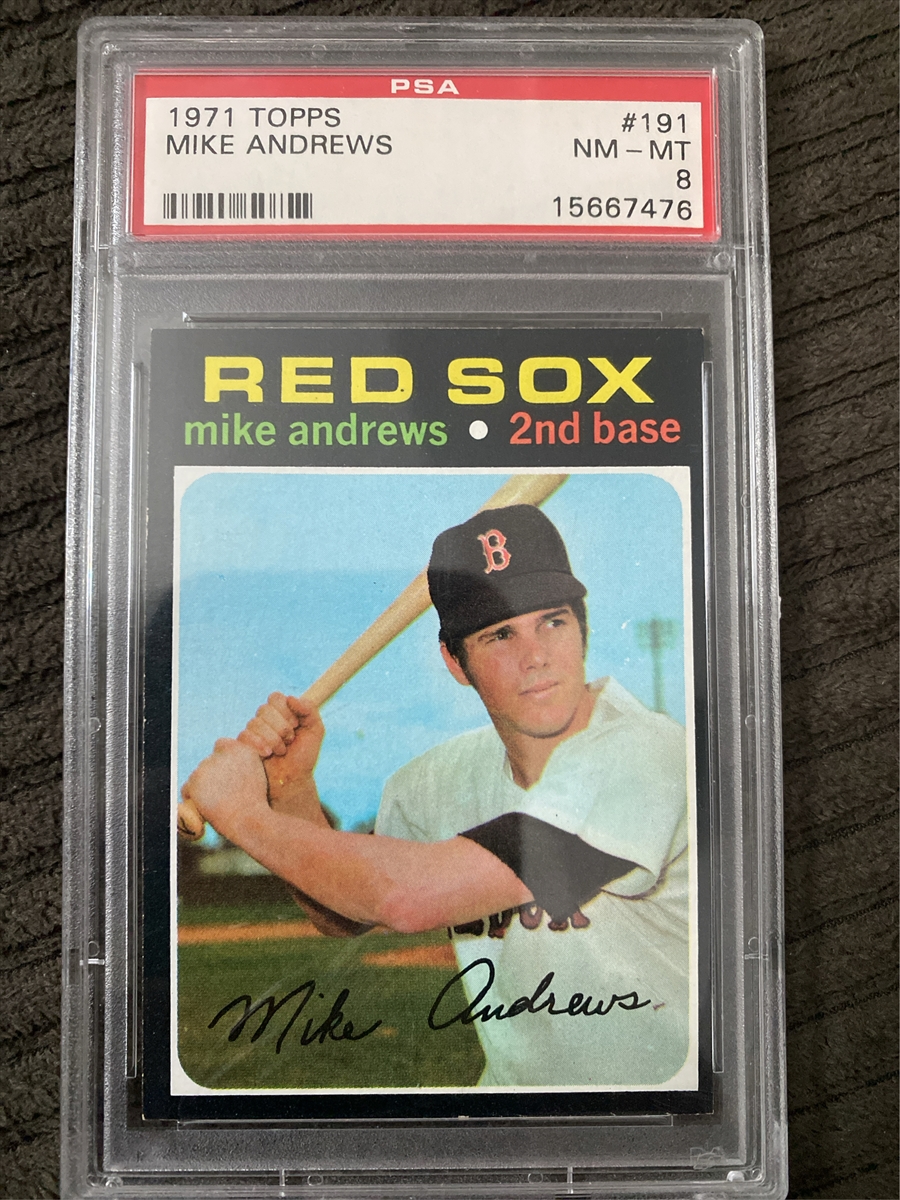 PSA
1971 TOPPS #191
MIKE ANDREWS NM - MT
8
15667476
RED SOX
mike andrews • 2nd base
B
Mike Andrews